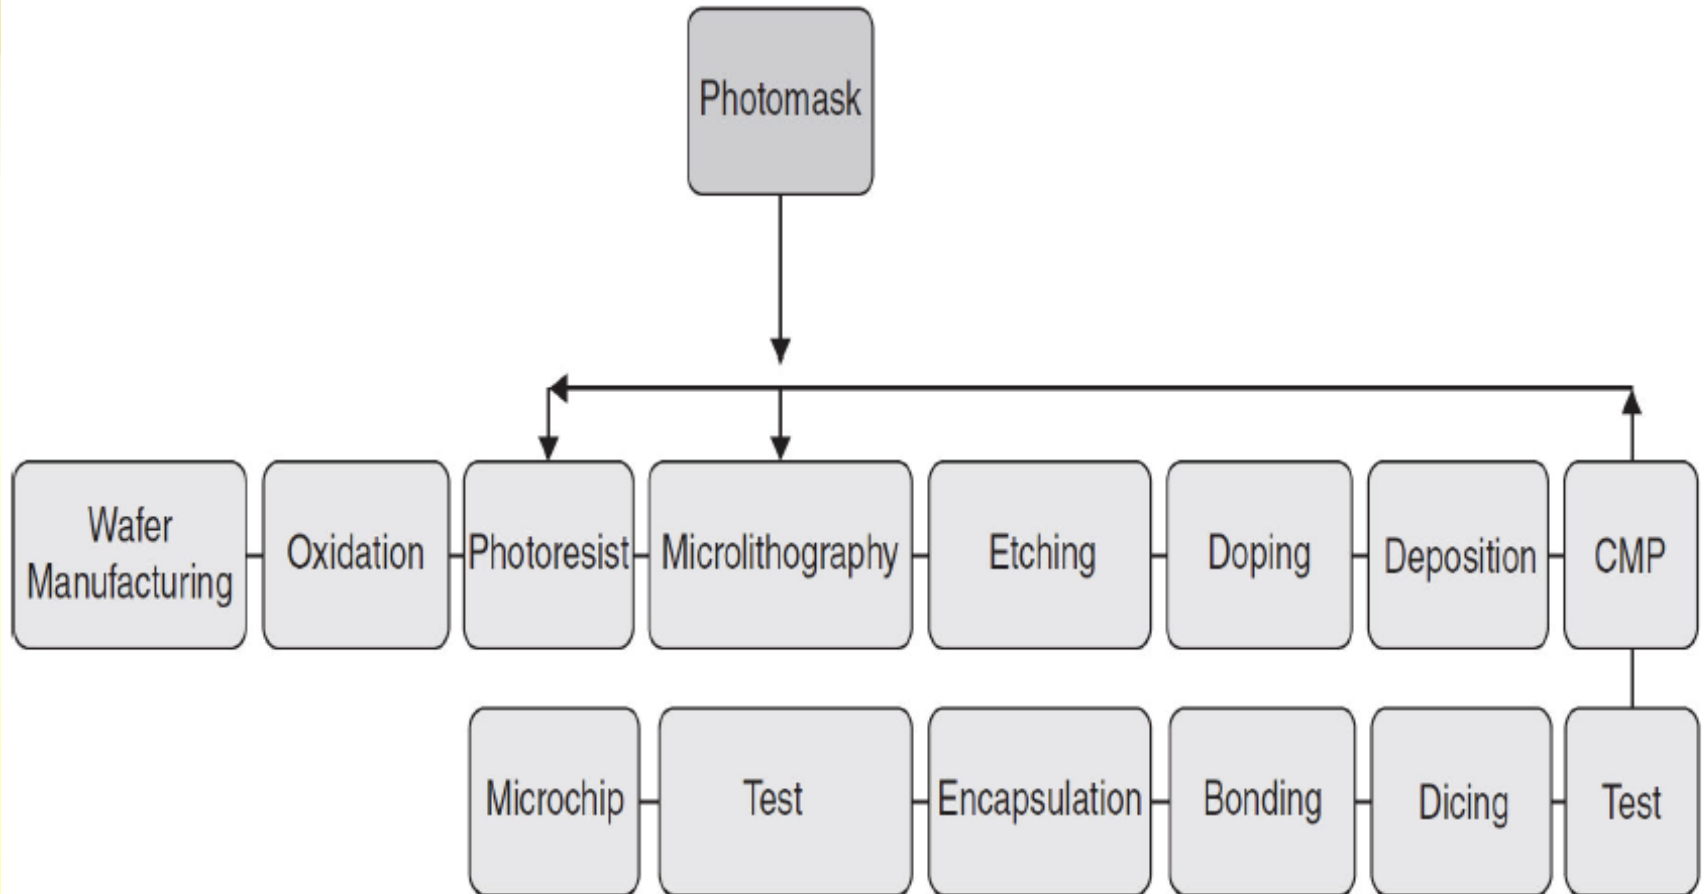 Photomask
Wafer
Manufacturing
Oxidation
Photoresist
Microlithography
Etching
Doping
Deposition
CMP
Microchip
Test
Encapsulation
Bonding
Dicing
Test